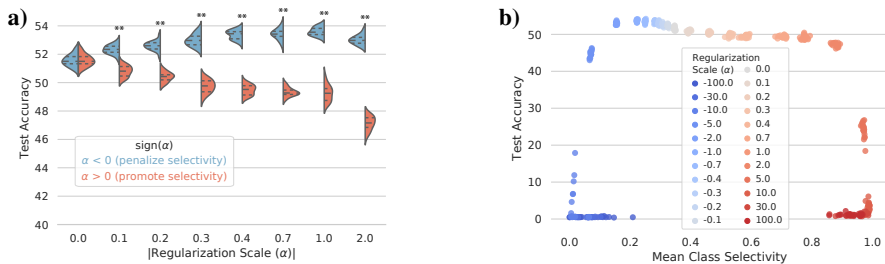 a)
54
52
50
48
46
44
42
40
Test Accuracy
** ** ** ** ** ** **
sign(α)
α < 0 (penalize selectivity)
α > 0 (promote selectivity)
0.0 0.1 0.2 0.3 0.4 0.7 1.0 2.0
|Regularization Scale (α)|
b)
50
40
30
20
10
0
Test Accuracy
Regularization
Scale (α)
-100.0
-30.0
-10.0
-5.0
-2.0
-1.0
-0.7
-0.4
-0.3
-0.2
-0.1
0.0
0.1
0.2
0.3
0.4
0.7
1.0
2.0
5.0
10.0
30.0
100.0
0.0 0.2 0.4 0.6 0.8 1.0
Mean Class Selectivity